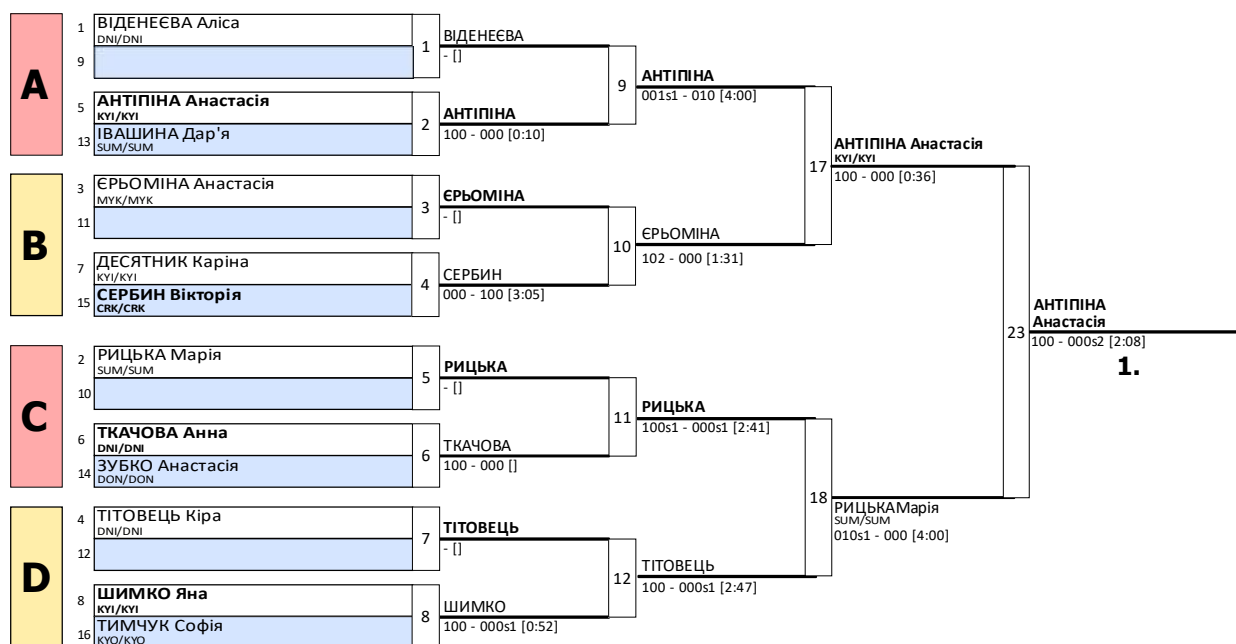 A
1
ВІДЕНЕЄВА Аліса
DNI/DNI
9
1
5
АНТІПІНА Анастасія
KYI/KYI
13
ІВАШИНА Дар'я
SUM/SUM
2
B
3
ЄРЬОМІНА Анастасія
MYK/MYK
11
3
7
ДЕСЯТНИК Каріна
KYI/KYI
15
СЕРБИН Вікторія
CRK/CRK
4
C
2
РИЦЬКА Марія
SUM/SUM
10
5
6
ТКАЧОВА Анна
DNI/DNI
14
ЗУБКО Анастасія
DON/DON
6
D
4
ТІТОВЕЦЬ Кіра
DNI/DNI
12
7
8
ШИМКО Яна
KYI/KYI
16
ТИМЧУК Софія
KYO/KYO
8
ВІДЕНЕЄВА
- []
АНТІПІНА
100 - 000 [0:10]
9
ЄРЬОМІНА
- []
СЕРБИН
000 - 100 [3:05]
10
РИЦЬКА
- []
ТКАЧОВА
100 - 000 []
11
ТІТОВЕЦЬ
- []
ШИМКО
100 - 000s1 [0:52]
12
АНТІПІНА
001s1 - 010 [4:00]
ЄРЬОМІНА
102 - 000 [1:31]
17
РИЦЬКА
100s1 - 000s1 [2:41]
ТІТОВЕЦЬ
100 - 000s1 [2:47]
18
АНТІПІНА Анастасія
KYI/KYI
100 - 000 [0:36]
РИЦЬКАМарія
SUM/SUM
010s1 - 000 [4:00]
23
АНТІПІНА
Анастасія
100 - 000s2 [2:08]
1.